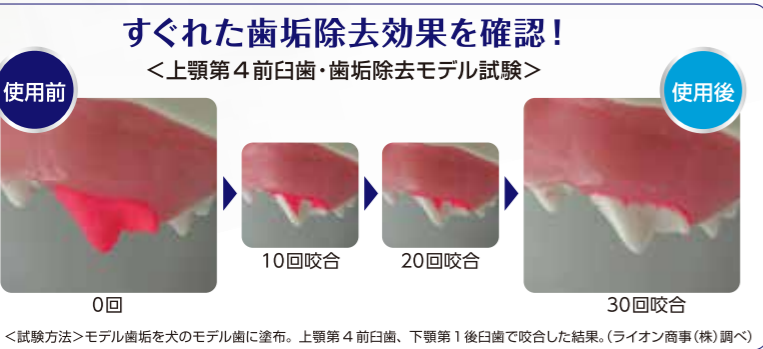 すぐれた歯垢除去効果を確認!
<上顎第4前臼歯・歯垢除去モデル試験>
使用前
使用後
0回
10回咬合
20回咬合
30回咬合
<試験方法>モデル歯垢を犬のモデル歯に塗布。上顎第4前臼歯、下顎第1後臼歯で咬合した結果。(ライオン商事(株)調べ)